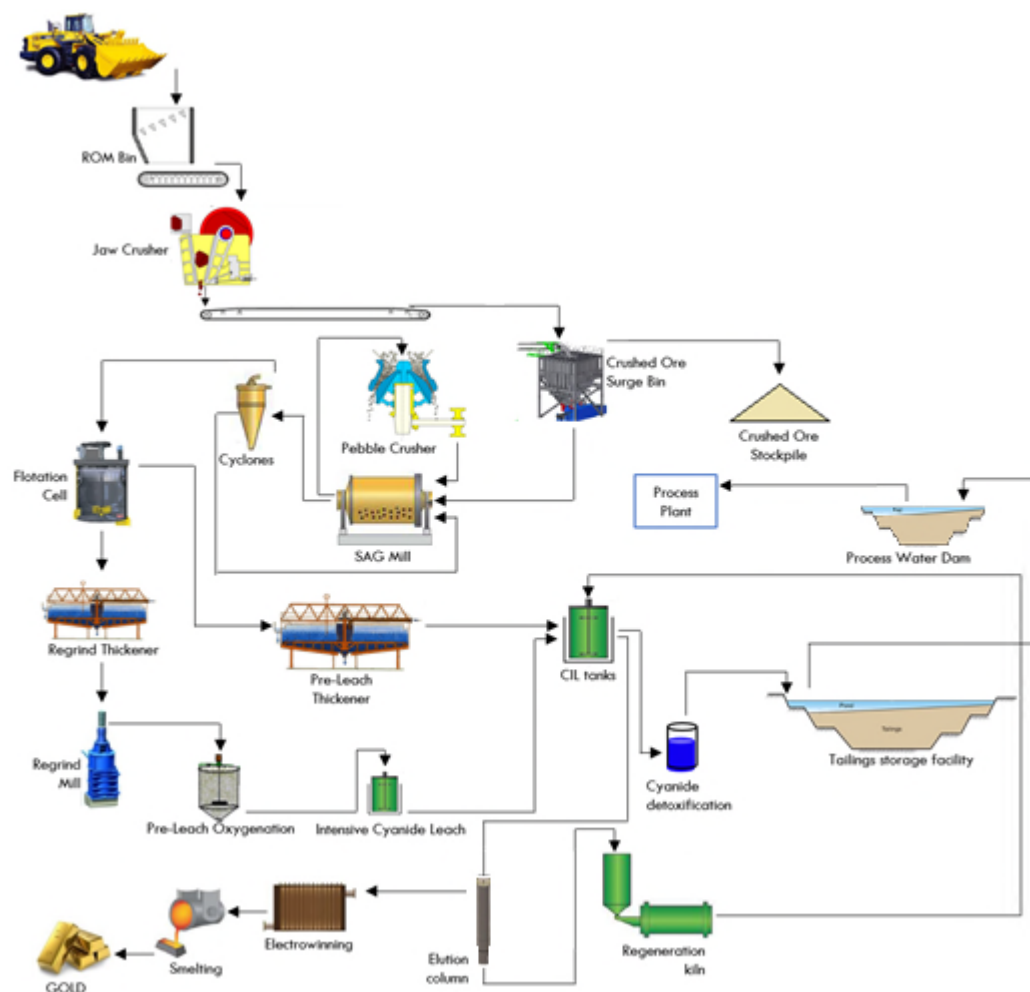 ROM Bin
Jaw Crusher
Crushed Ore
Surge Bin
Pebble Crusher
Cyclones
Crushed Ore
Stockpile
Flotation
Cell
Process
Plant
SAG Mill
Process Water Dam
Regrind Thickener
Pre-Leach
Thickener
CIL tanks
Tailings
Tailings storage facility
Regrind
Mill
Cyanide
detoxification
Pre-Leach Oxygenation
Intensive Cyanide Leach
Electrowinning
Regeneration
kiln
Elution
column
Smelting
GOLD